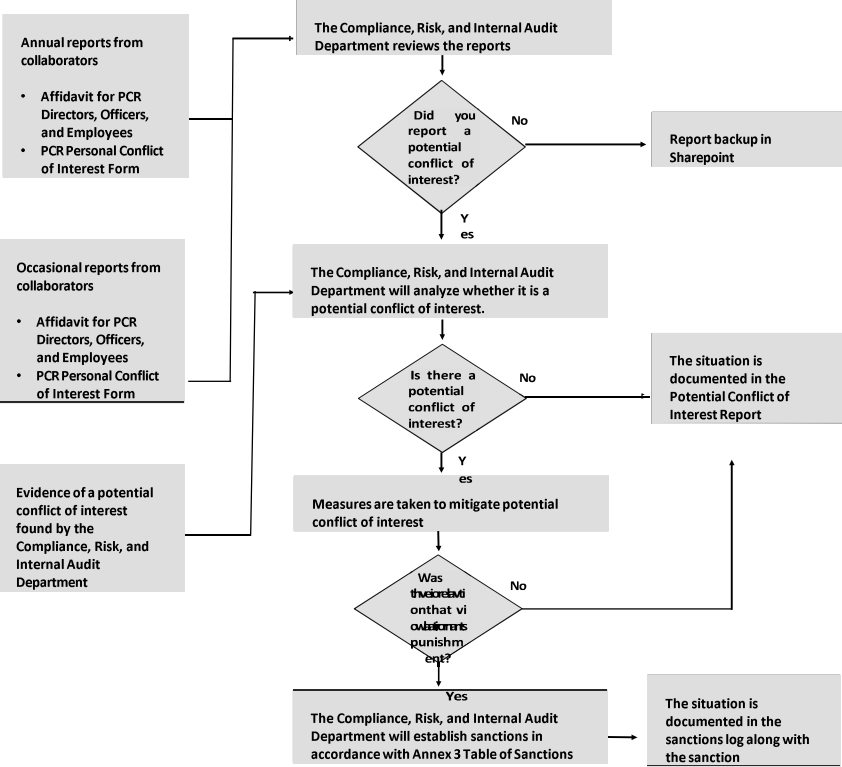 Annual reports from
collaborators
• Affidavit for PCR
Directors, Officers,
and Employees
• PCR Personal Conflict
of Interest Form
The Compliance, Risk, and Internal Audit
Department reviews the reports
Did you
report a
potential
conflict of
interest?
No
Report backup in
Sharepoint
Y
es
Occasional reports from
collaborators
• Affidavit for PCR
Directors, Officers,
and Employees
• PCR Personal Conflict
of Interest Form
The Compliance, Risk, and Internal Audit
Department will analyze whether it is a
potential conflict of interest.
Is there a
potential
conflict of
interest?
No
The situation is
documented in the
Potential Conflict of
Interest Report
Y
es
Evidence of a potential
conflict of interest
found by the
Compliance, Risk, and
Internal Audit
Department
Measures are taken to mitigate potential
conflict of interest
Was
onthat vi
punishm
ent?
No
Yes
The Compliance, Risk, and Internal Audit
Department will establish sanctions in
accordance with Annex 3 Table of Sanctions
The situation is
documented in the
sanctions log along with
the sanction